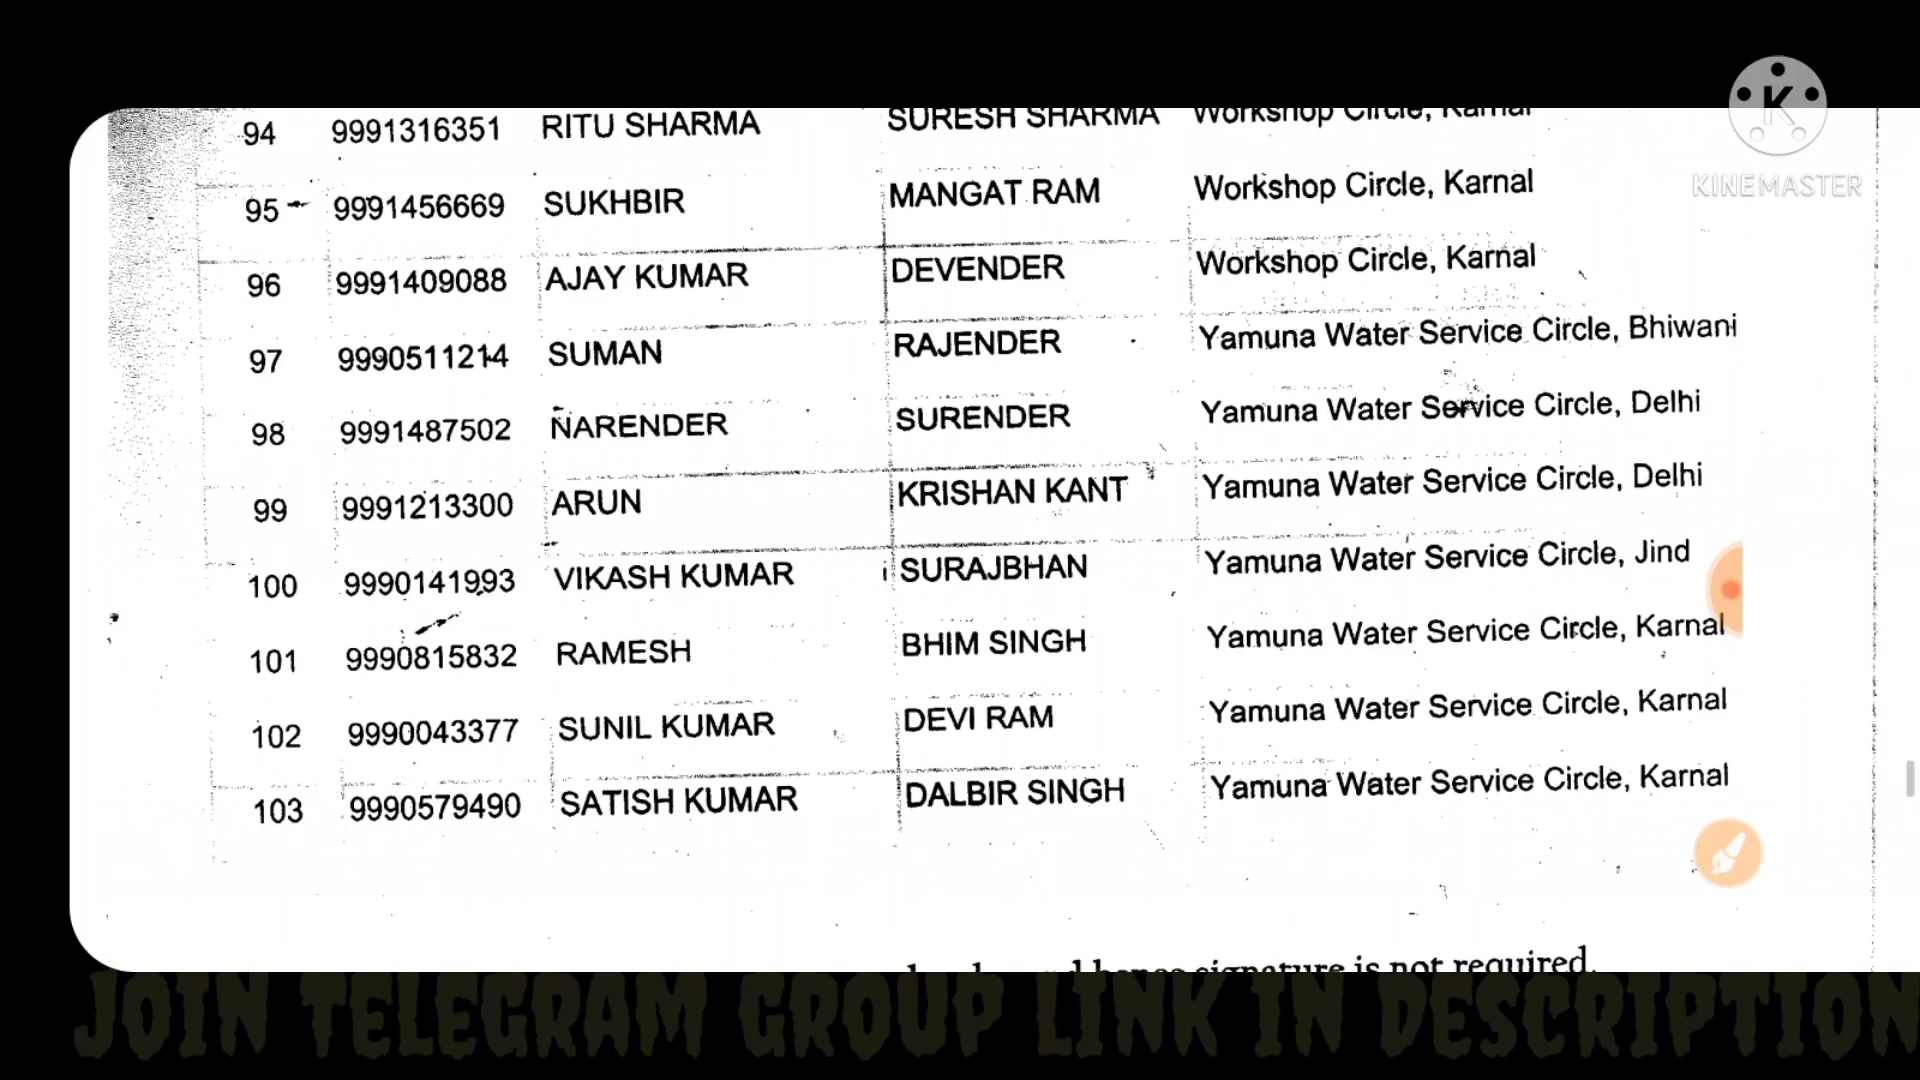 94 9991316351 RITU SHARMA SURESH SHARMA Workshop Circle, Karnal
K
KINEMASTER
95 9991456669 SUKHBIR MANGAT RAM Workshop Circle, Karnal
96 9991409088 AJAY KUMAR DEVENDER Workshop Circle, Karnal
97 9990511214 SUMAN RAJENDER Yamuna Water Service Circle, Bhiwani
98 9991487502 NARENDER SURENDER Yamuna Water Service Circle, Delhi
99 9991213300 ARUN KRISHAN KANT Yamuna Water Service Circle, Delhi
100 9990141993 VIKASH KUMAR SURAJBHAN Yamuna Water Service Circle, Jind
101 9990815832 RAMESH BHIM SINGH Yamuna Water Service Circle, Karnal
102 9990043377 SUNIL KUMAR DEVI RAM Yamuna Water Service Circle, Karnal
103 9990579490 SATISH KUMAR DALBIR SINGH Yamuna Water Service Circle, Karnal
hence signature is not required.
JOIN TELEGRAM GROUP LINK IN DESCRIPTION